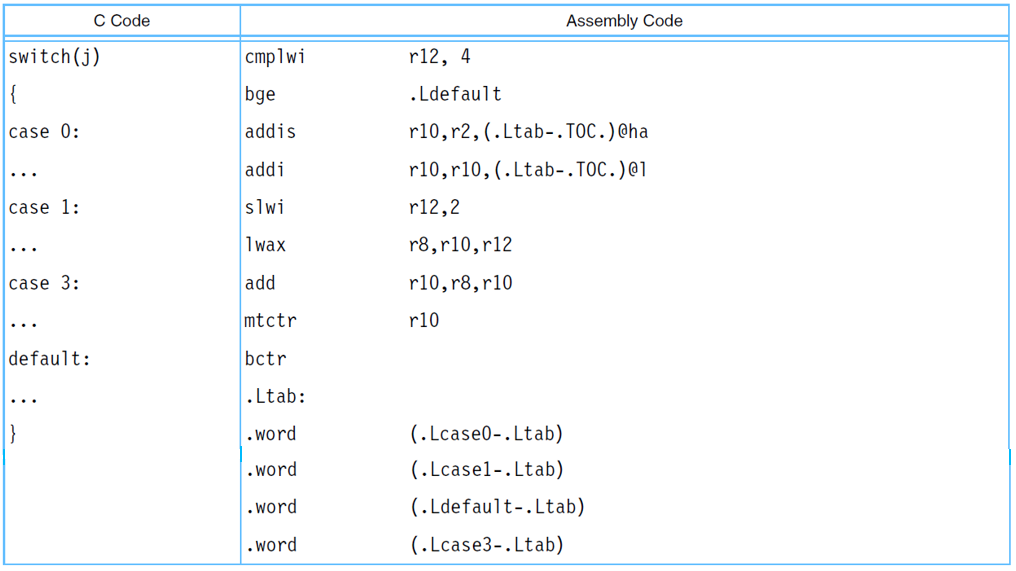 C Code Assembly Code
switch(j) cmplwi r12, 4
{ bge .Ldefault
case 0: addis r10,r2,(.Ltab-.TOC.)@ha
... addi r10,r10,(.Ltab-.TOC.)@l
case 1: slwi r12,2
... lwax r8,r10,r12
case 3: add r10,r8,r10
... mtctr r10
default: bctr
... .Ltab:
} .word (.Lcase0-.Ltab)
.word (.Lcase1-.Ltab)
.word (.Ldefault-.Ltab)
.word (.Lcase3-.Ltab)